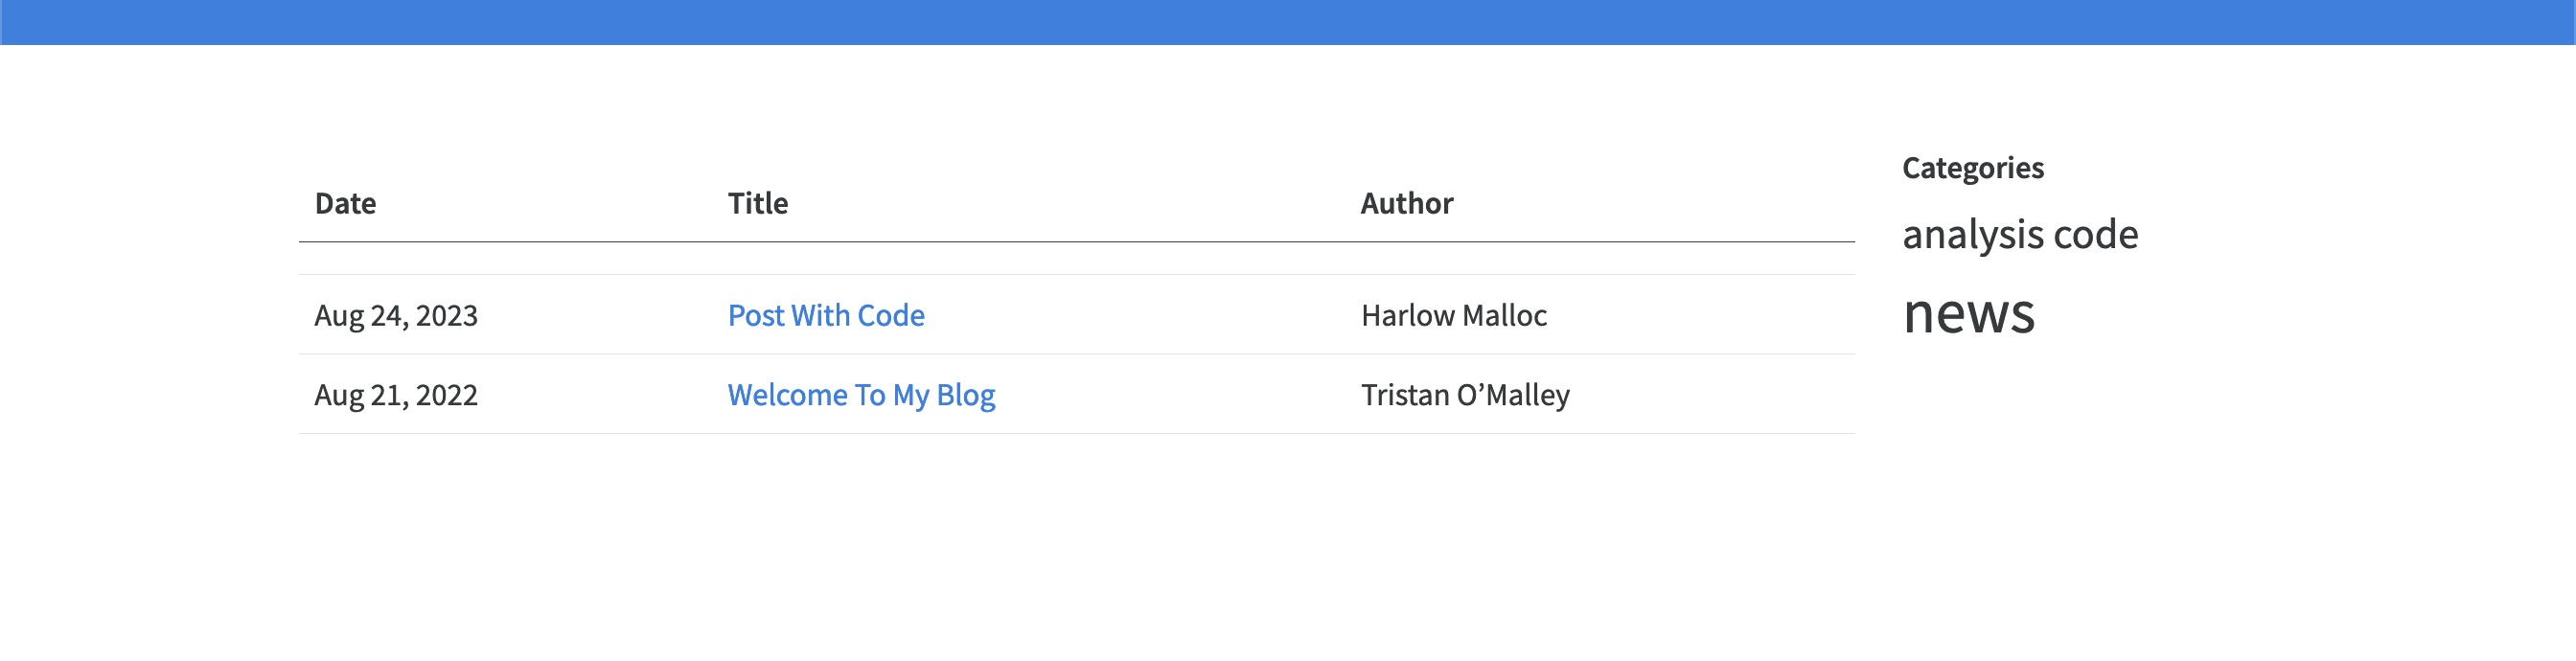 Date Title Author
Aug 24, 2023 Post With Code Harlow Malloc
Aug 21, 2022 Welcome To My Blog Tristan O’Malley
Categories
analysis code
news